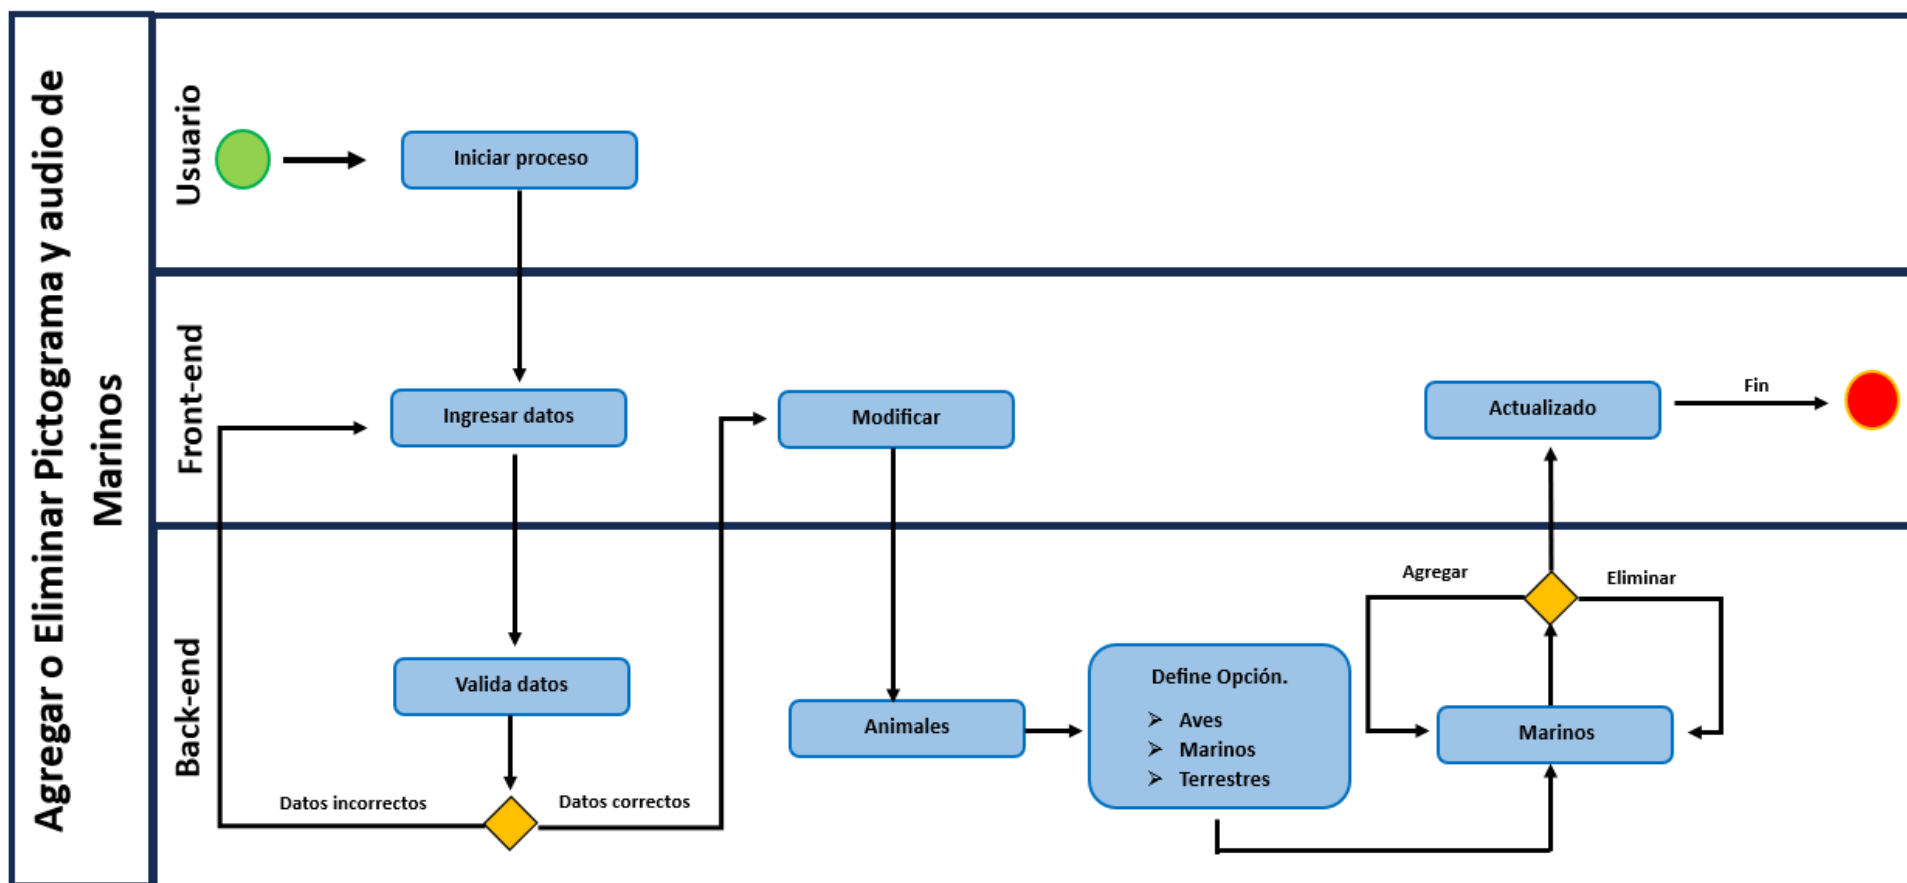 Agregar o Eliminar Pictograma y audio de
Marinos
Usuario
Iniciar proceso
Front-end
Ingresar datos
Modificar
Actualizado
Fin
Back-end
Valida datos
Datos incorrectos
Datos correctos
Animales
Define Opción.
➢ Aves
➢ Marinos
➢ Terrestres
Agregar
Eliminar
Marinos